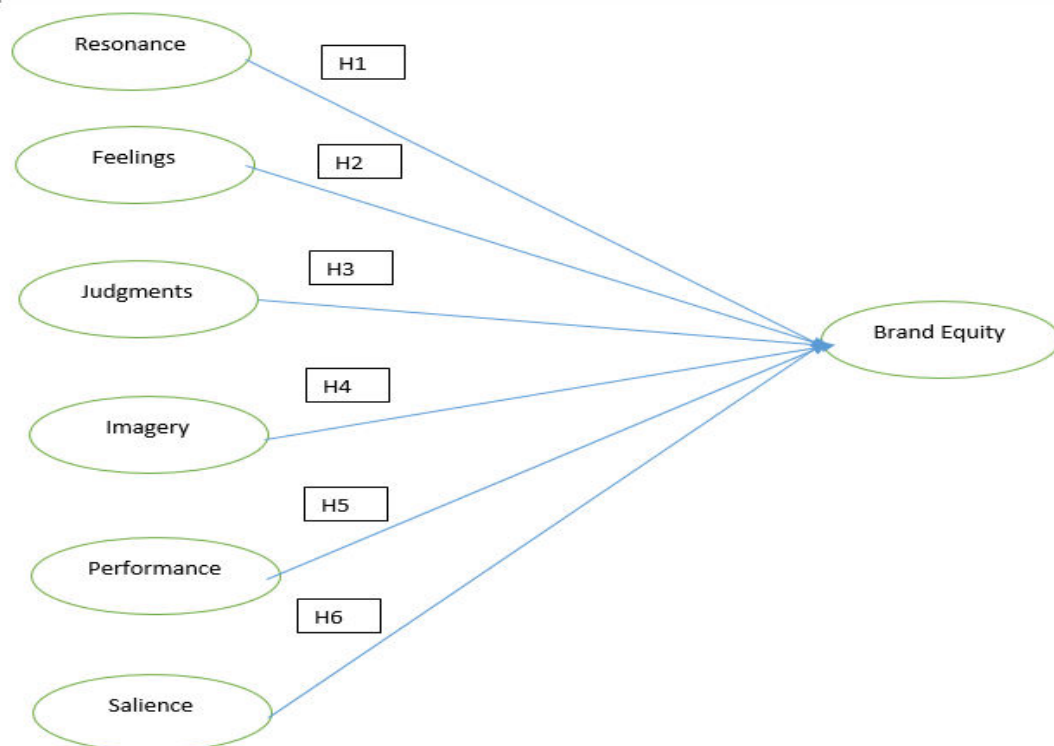 Resonance
H1
Feelings
H2
Judgments
H3
Brand Equity
Imagery
H4
Performance
H5
Salience
H6